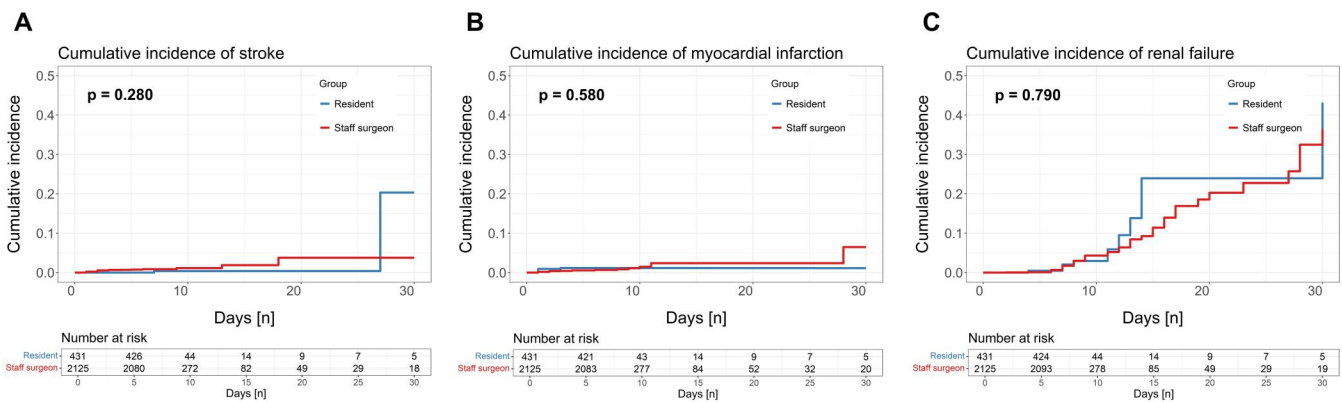 A
Cumulative incidence of stroke
Cumulative incidence
0.5
0.4
0.3
0.2
0.1
0.0
p = 0.280
Group
Resident
Staff surgeon
0 10 20 30
Days [n]
Number at risk
Resident 431 426 44 14 9 7 5
Staff surgeon 2125 2080 272 82 49 29 18
0 5 10 15 20 25 30
Days [n]
B
Cumulative incidence of myocardial infarction
Cumulative incidence
0.5
0.4
0.3
0.2
0.1
0.0
p = 0.580
Group
Resident
Staff surgeon
0 10 20 30
Days [n]
Number at risk
Resident 431 421 43 14 9 7 5
Staff surgeon 2125 2083 277 84 52 32 20
0 5 10 15 20 25 30
Days [n]
C
Cumulative incidence of renal failure
Cumulative incidence
0.5
0.4
0.3
0.2
0.1
0.0
p = 0.790
Group
Resident
Staff surgeon
0 10 20 30
Days [n]
Number at risk
Resident 431 424 44 14 9 7 5
Staff surgeon 2125 2093 278 85 49 29 19
0 5 10 15 20 25 30
Days [n]